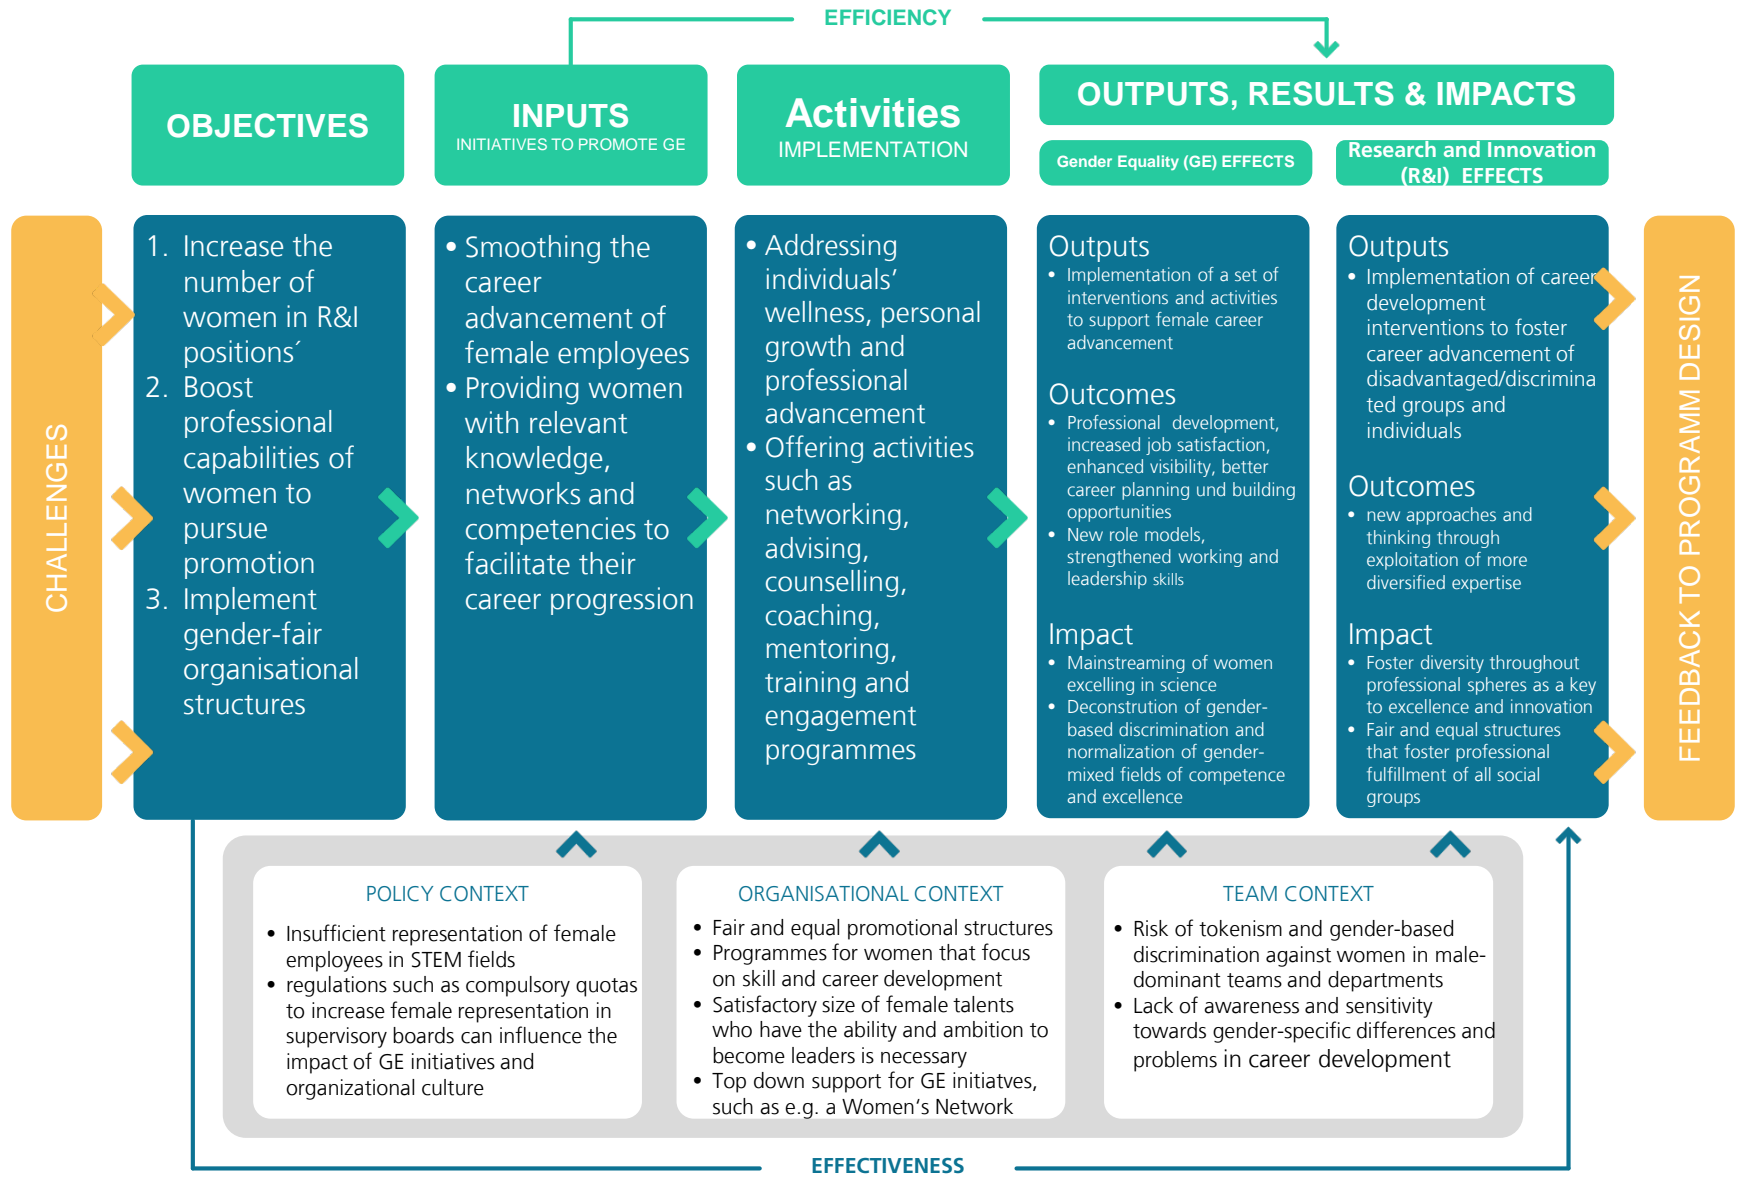 EFFICIENCY
OBJECTIVES
INPUTS
INITIATIVES TO PROMOTE GE
Activities
IMPLEMENTATION
OUTPUTS, RESULTS & IMPACTS
Gender Equality (GE) EFFECTS
Research and Innovation
(R&I) EFFECTS
CHALLENGES
1. Increase the
number of
women in R&I
positions´
2. Boost
professional
capabilities of
women to
pursue
promotion
3. Implement
gender-fair
organisational
structures
• Smoothing the
career
advancement of
female employees
• Providing women
with relevant
knowledge,
networks and
competencies to
facilitate their
career progression
• Addressing
individuals’
wellness, personal
growth and
professional
advancement
• Offering activities
such as
networking,
advising,
counselling,
coaching,
mentoring,
training and
engagement
programmes
Outputs
• Implementation of a set of
interventions and activities
to support female career
advancement
Outcomes
• Professional development,
increased job satisfaction,
enhanced visibility, better
career planning und building
opportunities
• New role models,
strengthened working and
leadership skills
Impact
• Mainstreaming of women
excelling in science
• Deconstrution of gender-
based discrimination and
normalization of gender-
mixed fields of competence
and excellence
Outputs
• Implementation of career
development
interventions to foster
career advancement of
disadvantaged/discrimina
ted groups and
individuals
Outcomes
• new approaches and
thinking through
exploitation of more
diversified expertise
Impact
• Foster diversity throughout
professional spheres as a key
to excellence and innovation
• Fair and equal structures
that foster professional
fulfillment of all social
groups
FEEDBACK TO PROGRAMM DESIGN
POLICY CONTEXT
• Insufficient representation of female
employees in STEM fields
• regulations such as compulsory quotas
to increase female representation in
supervisory boards can influence the
impact of GE initiatives and
organizational culture
ORGANISATIONAL CONTEXT
• Fair and equal promotional structures
• Programmes for women that focus
on skill and career development
• Satisfactory size of female talents
who have the ability and ambition to
become leaders is necessary
• Top down support for GE initiatves,
such as e.g. a Women’s Network
TEAM CONTEXT
• Risk of tokenism and gender-based
discrimination against women in male-
dominant teams and departments
• Lack of awareness and sensitivity
towards gender-specific differences and
problems in career development
EFFECTIVENESS